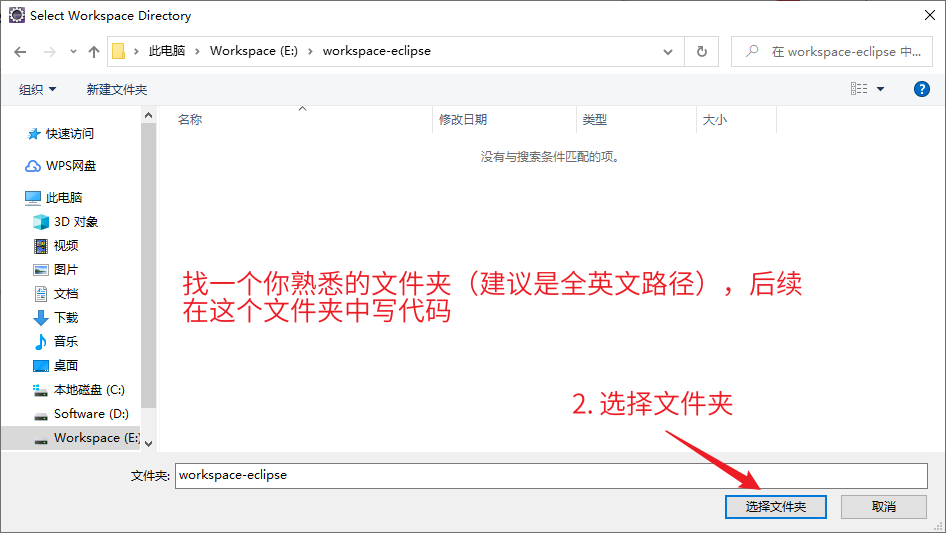 Select Workspace Directory
此电脑 > Workspace (E:) > workspace-eclipse
在 workspace-eclipse 中...
组织 新建文件夹
名称 修改日期 类型 大小
没有与搜索条件匹配的项。
快速访问
WPS网盘
此电脑
3D 对象
视频
图片
文档
下载
音乐
桌面
本地磁盘 (C:)
Software (D:)
Workspace (E:)
找一个你熟悉的文件夹（建议是全英文路径），后续
在这个文件夹中写代码
2. 选择文件夹
文件夹: workspace-eclipse
选择文件夹 取消